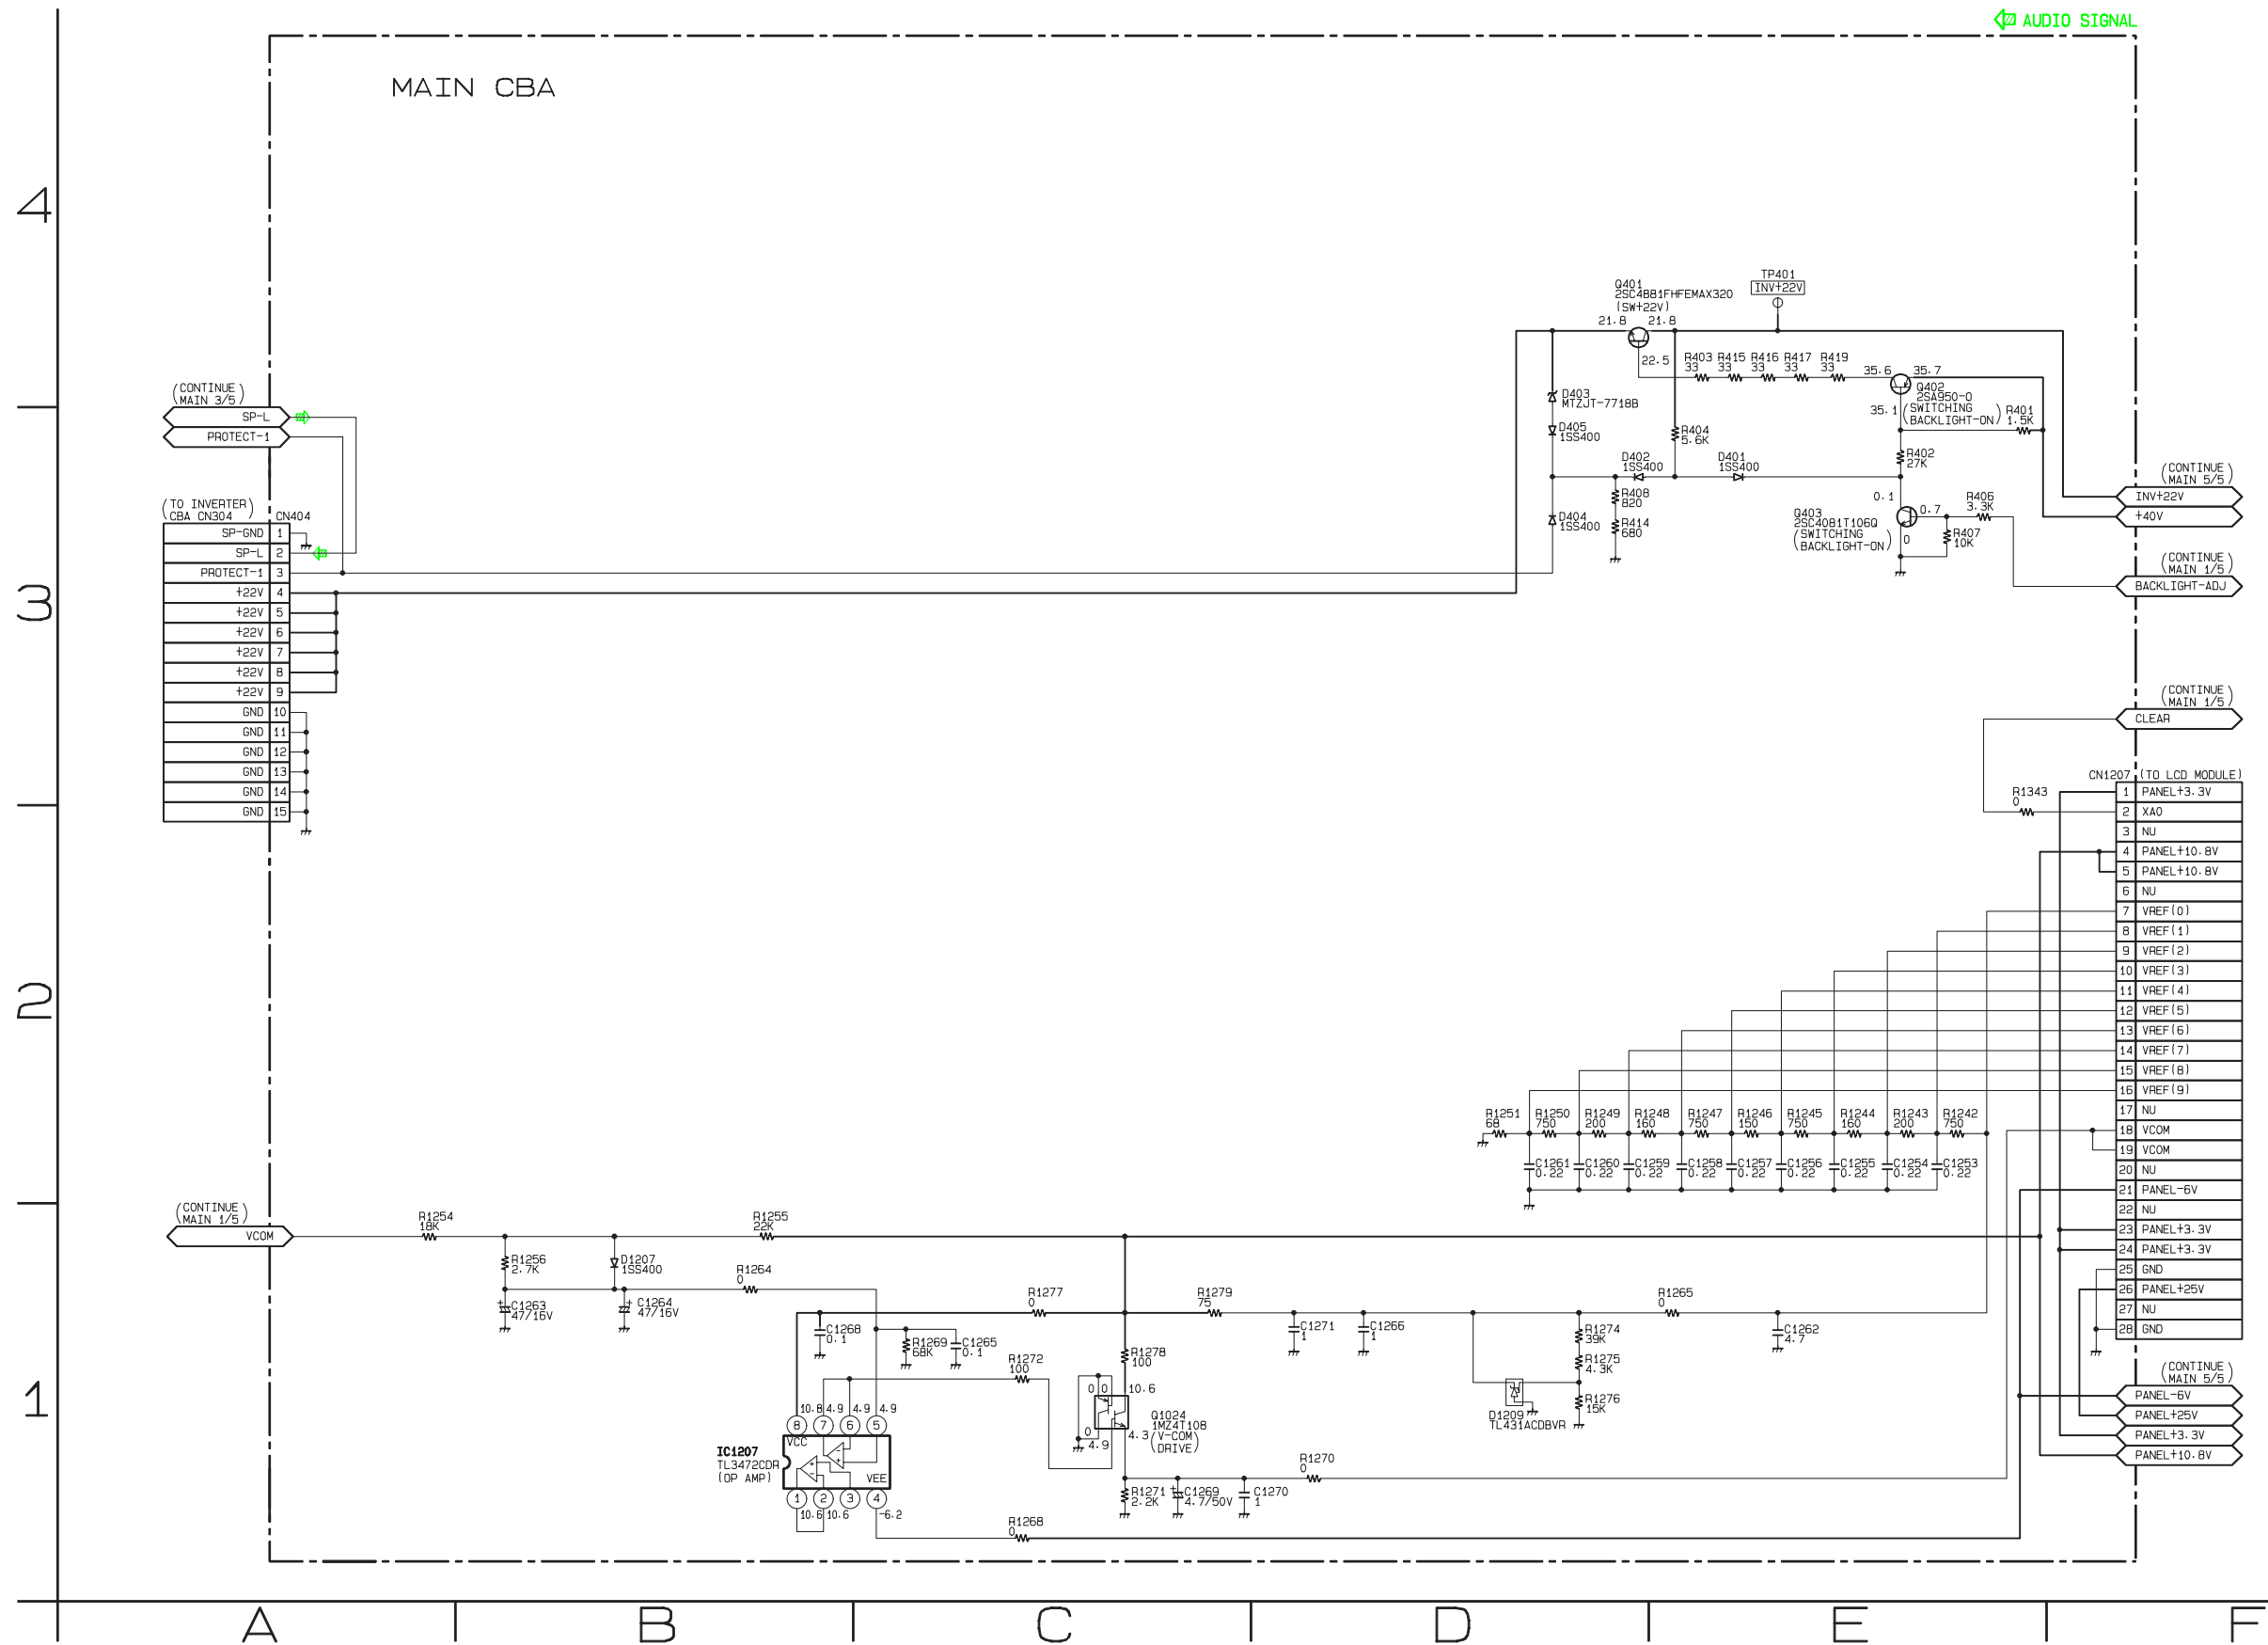 AUDIO SIGNAL
MAIN CBA
4
3
2
1
A
B
C
D
E
F
(CONTINUE
MAIN 3/5)
SP-L
PROTECT-1
(TO INVERTER)
CBA CN304
CN404
SP-GND 1
SP-L 2
PROTECT-1 3
+22V 4
+22V 5
+22V 6
+22V 7
+22V 8
+22V 9
GND 10
GND 11
GND 12
GND 13
GND 14
GND 15
Q401
2SC4881FHFEMAX320
(SW+22V)
21.8
21.8
22.5
TP401
INV+22V
R403
33
R415
33
R416
33
R417
33
R419
33
35.6
35.7
Q402
2SA950-O
(SWITCHING
BACKLIGHT-ON)
35.1
R401
1.5K
D403
MTZJT-7718B
D405
1SS400
R404
5.6K
D402
1SS400
D401
1SS400
R402
27K
R408
820
R414
680
D404
1SS400
0.1
0.7
0
Q403
2SC4081T106Q
(SWITCHING
BACKLIGHT-ON)
R406
3.3K
R407
10K
(CONTINUE
MAIN 5/5)
INV+22V
+40V
(CONTINUE
MAIN 1/5)
BACKLIGHT-ADJ
(CONTINUE
MAIN 1/5)
CLEAR
CN1207
(TO LCD MODULE)
R1343
0
1 PANEL+3.3V
2 XAO
3 NU
4 PANEL+10.8V
5 PANEL+10.8V
6 NU
7 VREF(0)
8 VREF(1)
9 VREF(2)
10 VREF(3)
11 VREF(4)
12 VREF(5)
13 VREF(6)
14 VREF(7)
15 VREF(8)
16 VREF(9)
17 NU
18 VCOM
19 VCOM
20 NU
21 PANEL-6V
22 NU
23 PANEL+3.3V
24 PANEL+3.3V
25 GND
26 PANEL+25V
27 NU
28 GND
(CONTINUE
MAIN 5/5)
PANEL-6V
PANEL+25V
PANEL+3.3V
PANEL+10.8V
R1251
68
R1250
750
R1249
200
R1248
160
R1247
750
R1246
150
R1245
750
R1244
160
R1243
200
R1242
750
C1261
0.22
C1260
0.22
C1259
0.22
C1258
0.22
C1257
0.22
C1256
0.22
C1255
0.22
C1254
0.22
C1253
0.22
(CONTINUE
MAIN 1/5)
VCOM
R1254
18K
R1255
22K
R1256
2.7K
D1207
1SS400
R1264
0
C1263
47/16V
C1264
47/16V
R1277
0
R1279
75
R1265
0
C1268
0.1
R1269
68K
C1265
0.1
R1272
100
R1278
100
C1271
1
C1266
1
R1274
39K
R1275
4.3K
R1276
15K
C1262
4.7
D1209
TL431ACDBVR
0
0
10.6
0
4.9
4.3
Q1024
IMZ4T108
(V-COM
DRIVE)
10.8
4.9
4.9
4.9
8
7
6
5
VCC
VEE
IC1207
TL3472CDR
(OP AMP)
1
2
3
4
10.6
10.6
-6.2
R1268
0
R1271
2.2K
C1269
4.7/50V
C1270
1
R1270
0